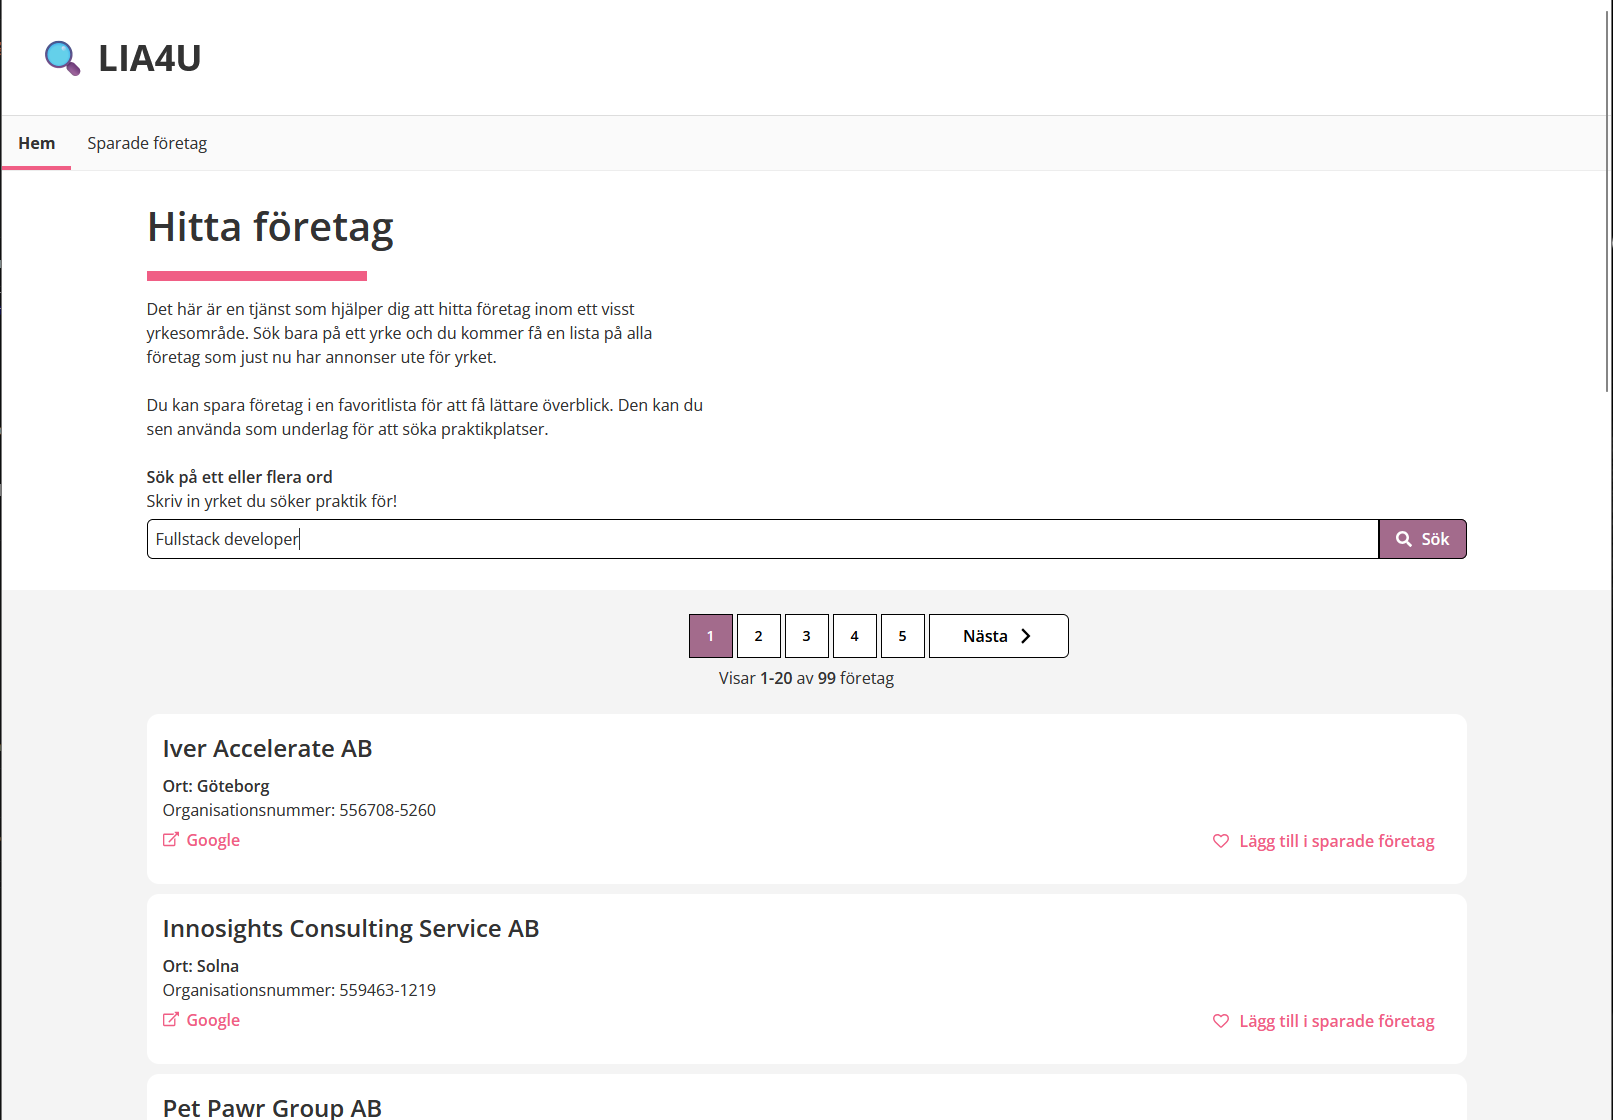 LIA4U
Hem Sparade företag
Hitta företag
Det här är en tjänst som hjälper dig att hitta företag inom ett visst
yrkesområde. Sök bara på ett yrke och du kommer få en lista på alla
företag som just nu har annonser ute för yrket.
Du kan spara företag i en favoritlista för att få lättare överblick. Den kan du
sen använda som underlag för att söka praktikplatser.
Sök på ett eller flera ord
Skriv in yrket du söker praktik för!
Fullstack developer Sök
1 2 3 4 5 Nästa
Visar 1-20 av 99 företag
Iver Accelerate AB
Ort: Göteborg
Organisationsnummer: 556708-5260
Google Lägg till i sparade företag
Innosights Consulting Service AB
Ort: Solna
Organisationsnummer: 559463-1219
Google Lägg till i sparade företag
Pet Pawr Group AB